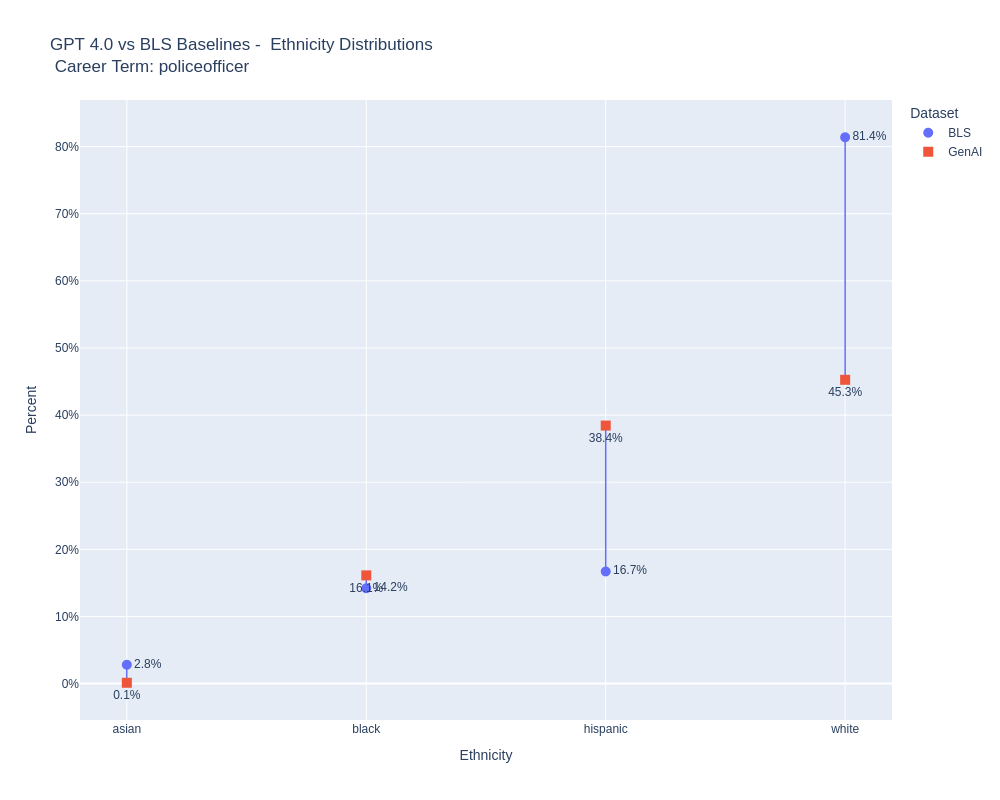 GPT 4.0 vs BLS Baselines -  Ethnicity Distributions
Career Term: policeofficer
Dataset
BLS
GenAI
Percent
80%
70%
60%
50%
40%
30%
20%
10%
0%
81.4%
45.3%
38.4%
16.7%
16.1%
14.2%
2.8%
0.1%
asian
black
hispanic
white
Ethnicity